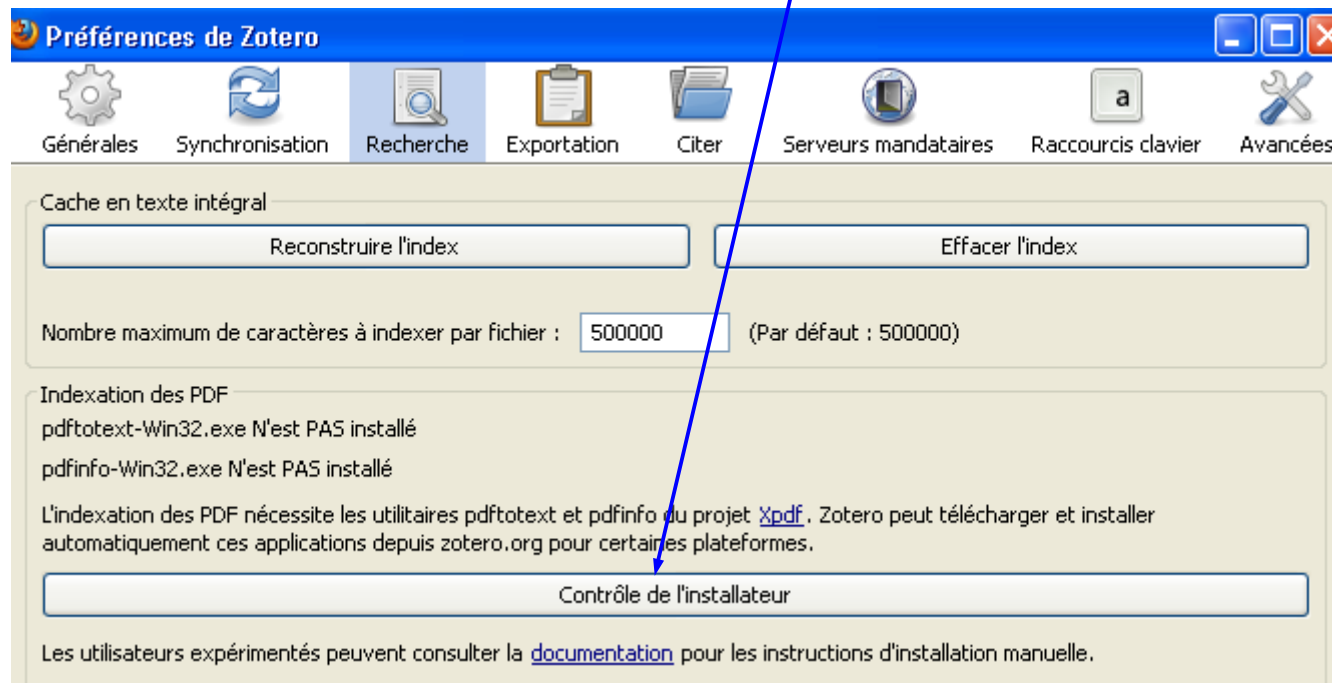 Préférences de Zotero
Générales Synchronisation Recherche Exportation Citer Serveurs mandataires a Raccourcis clavier Avancées
Cache en texte intégral
Reconstruire l'index Effacer l'index
Nombre maximum de caractères à indexer par fichier : 500000 (Par défaut : 500000)
Indexation des PDF
pdftotext-Win32.exe N'est PAS installé
pdfinfo-Win32.exe N'est PAS installé
L'indexation des PDF nécessite les utilitaires pdftotext et pdfinfo du projet Xpdf. Zotero peut télécharger et installer
automatiquement ces applications depuis zotero.org pour certaines plateformes.
Contrôle de l'installateur
Les utilisateurs expérimentés peuvent consulter la documentation pour les instructions d'installation manuelle.